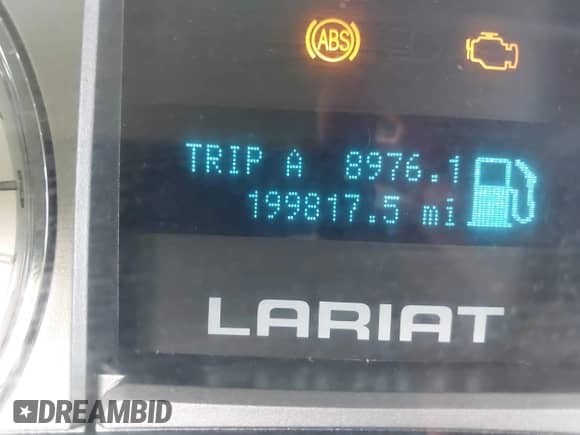 ABS
TRIP A 8976.1
199817.5 mi
LARIAT
DREAMBID